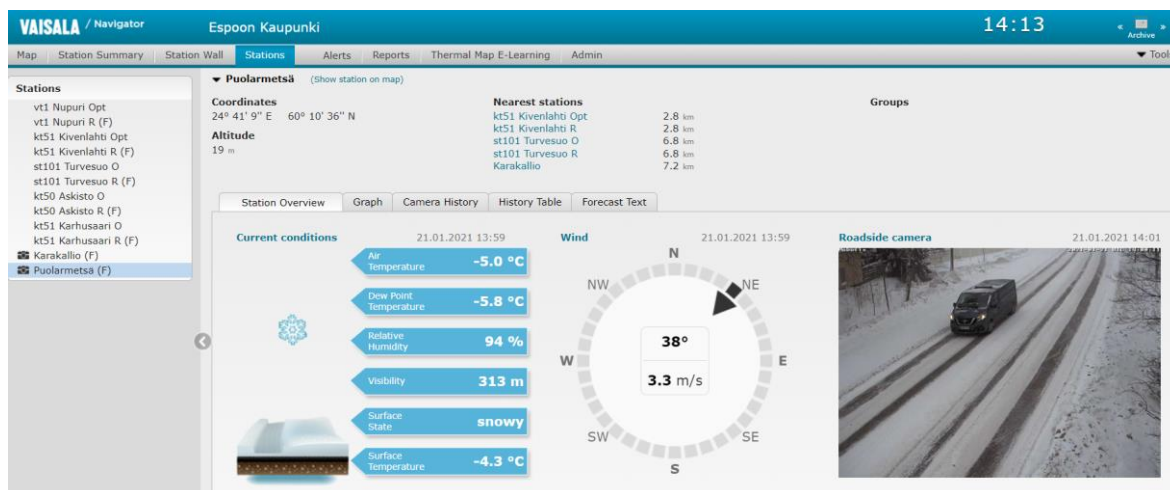 VAISALA / Navigator
Espoon Kaupunki
14:13
« »
Archive
Map Station Summary Station Wall Stations Alerts Reports Thermal Map E-Learning Admin
Stations
vt1 Nupuri Opt
vt1 Nupuri R (F)
kt51 Kivenlahti Opt
kt51 Kivenlahti R (F)
st101 Turvesuo O
st101 Turvesuo R (F)
kt50 Askisto O
kt50 Askisto R (F)
kt51 Karhusaari O
kt51 Karhusaari R (F)
Karakallio (F)
Puolarmetsä (F)
Puolarmetsä (Show station on map)
Coordinates
24° 41' 9" E 60° 10' 36" N
Altitude
19 m
Nearest stations
kt51 Kivenlahti Opt 2.8 km
kt51 Kivenlahti R 2.8 km
st101 Turvesuo O 6.8 km
st101 Turvesuo R 6.8 km
Karakallio 7.2 km
Groups
Station Overview Graph Camera History History Table Forecast Text
Current conditions 21.01.2021 13:59
Air
Temperature -5.0 °C
Dew Point
Temperature -5.8 °C
Relative
Humidity 94 %
Visibility 313 m
Surface
State snowy
Surface
Temperature -4.3 °C
Wind 21.01.2021 13:59
N
NW NE
W E
SW SE
S
38°
3.3 m/s
Roadside camera 21.01.2021 14:01